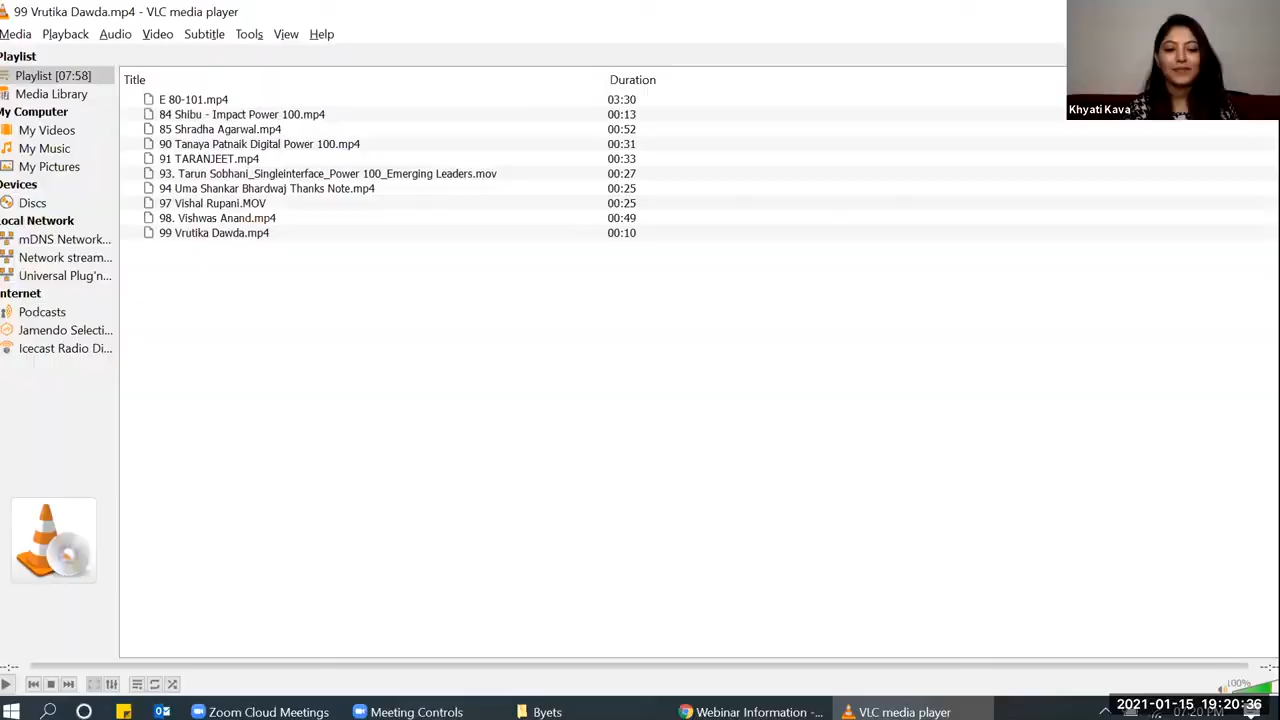 99 Vrutika Dawda.mp4 - VLC media player
Media Playback Audio Video Subtitle Tools View Help
Playlist
Title Duration
Playlist [07:58]
Media Library
My Computer
My Videos
My Music
My Pictures
Devices
Discs
Local Network
mDNS Network...
Network stream...
Universal Plug'n...
Internet
Podcasts
Jamendo Selecti...
Icecast Radio Di...
E 80-101.mp4 03:30
84 Shibu - Impact Power 100.mp4 00:13
85 Shradha Agarwal.mp4 00:52
90 Tanaya Patnaik Digital Power 100.mp4 00:31
91 TARANJEET.mp4 00:33
93. Tarun Sobhani_Singleinterface_Power 100_Emerging Leaders.mov 00:27
94 Uma Shankar Bhardwaj Thanks Note.mp4 00:25
97 Vishal Rupani.MOV 00:25
98. Vishwas Anand.mp4 00:49
99 Vrutika Dawda.mp4 00:10
Khyati Kava
--:-- --:--
100%
Zoom Cloud Meetings Meeting Controls Byets Webinar Information -... VLC media player
2021-01-15 19:20:36
07:20 PM